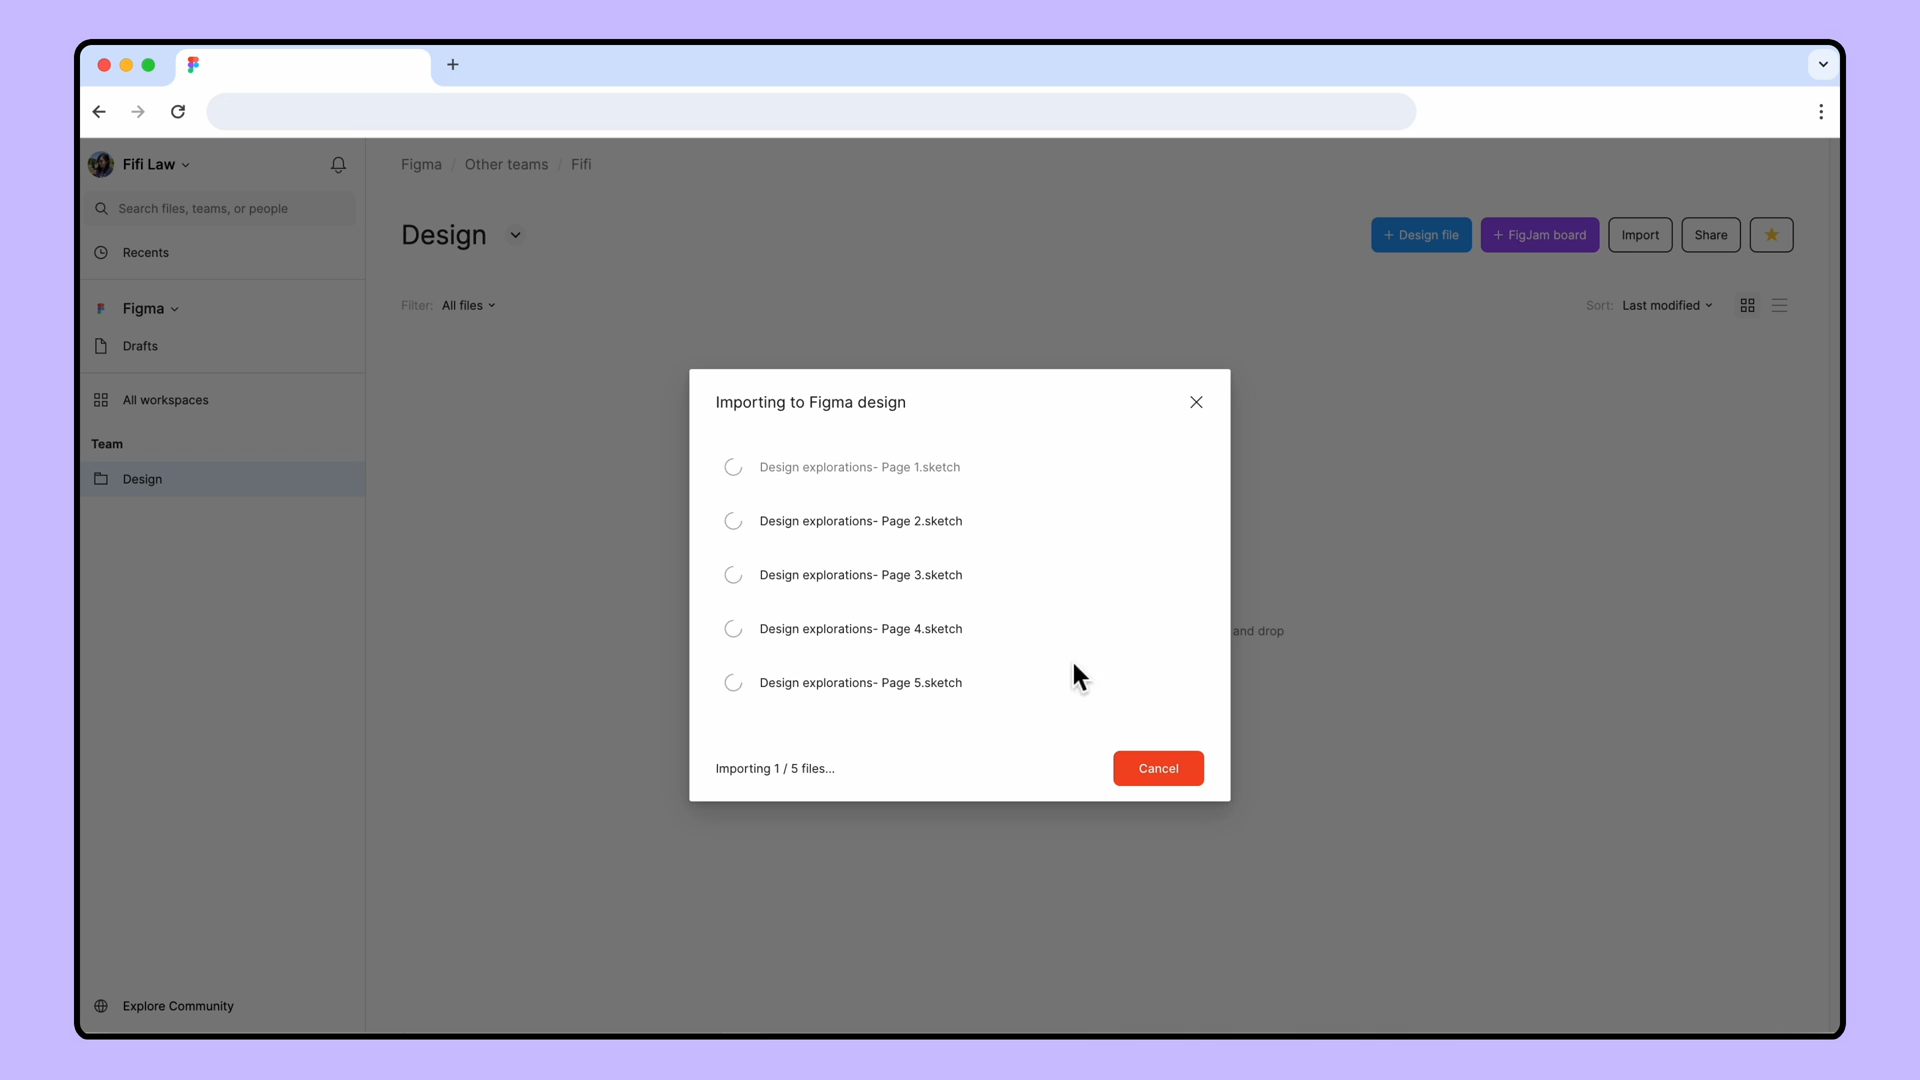 Fifi Law
Search files, teams, or people
Recents
Figma
Drafts
All workspaces
Team
Design
Explore Community
Figma / Other teams / Fifi
Design
+ Design file
+ FigJam board
Import
Share
Filter: All files
Sort: Last modified
and drop
Importing to Figma design
Design explorations- Page 1.sketch
Design explorations- Page 2.sketch
Design explorations- Page 3.sketch
Design explorations- Page 4.sketch
Design explorations- Page 5.sketch
Importing 1 / 5 files...
Cancel